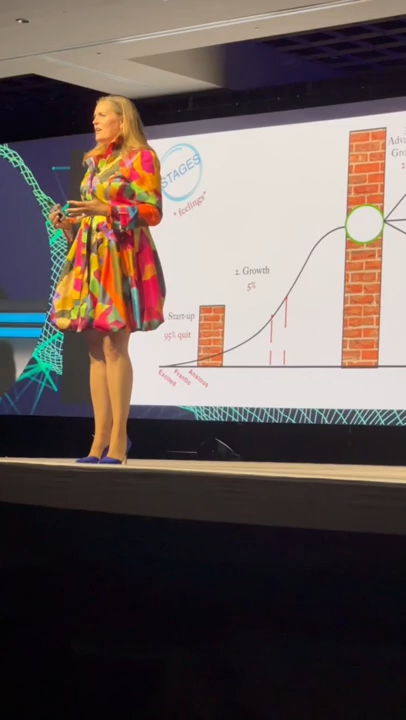 STAGES
"feelings"
2. Growth
5%
Start-up
95% quit
Excited
Frantic
Anxious